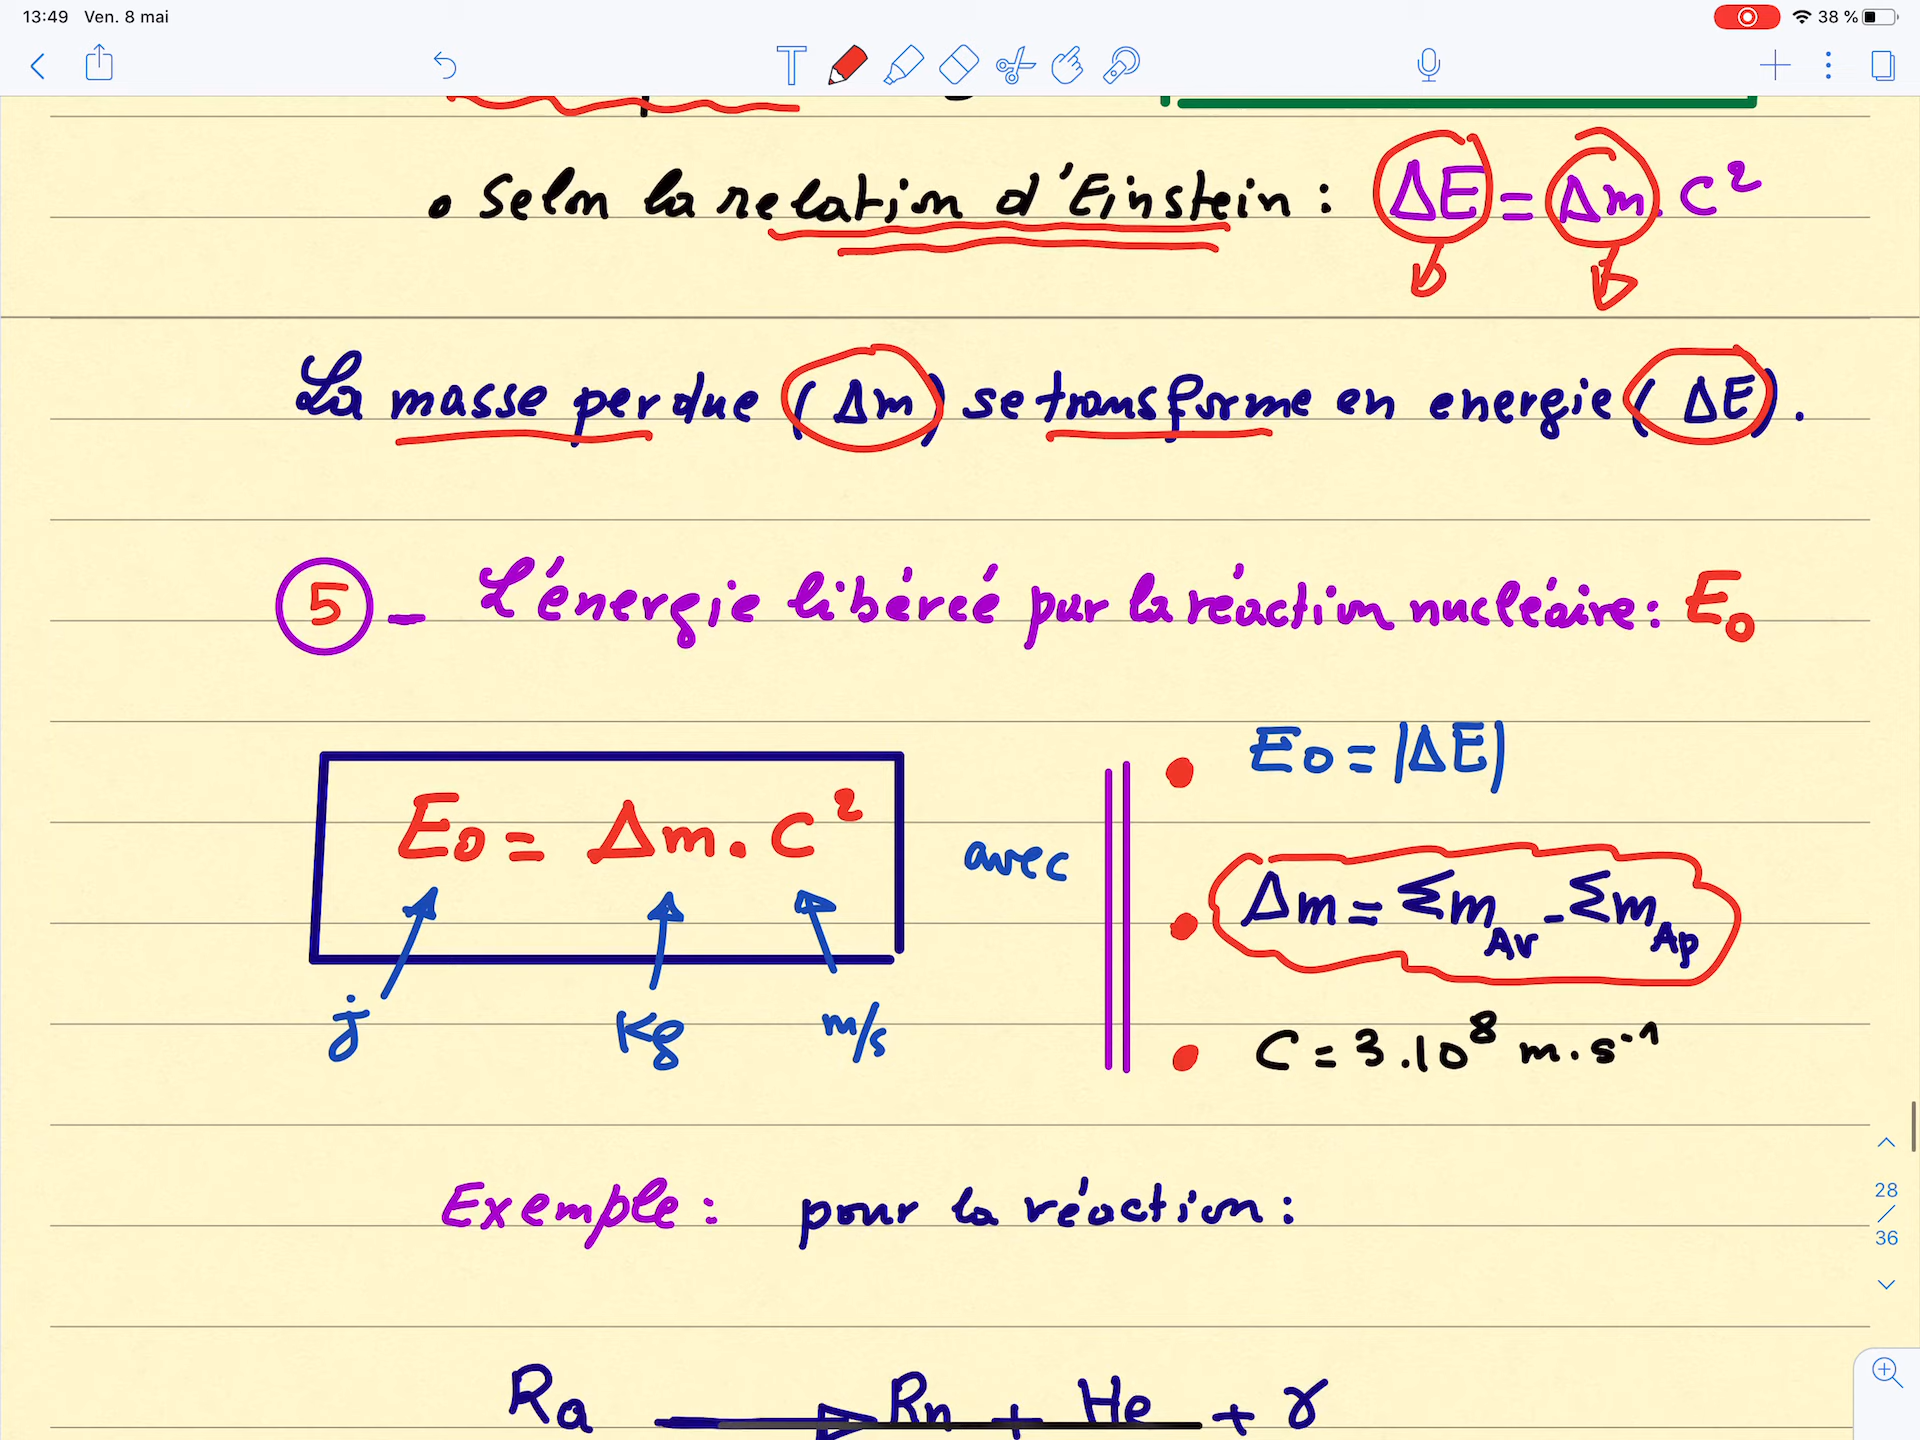 13:49 Ven. 8 mai 38 %
• Selon la relation d'Einstein : ΔE = Δm . C²
La masse perdue (Δm) se transforme en energie (ΔE).
5 - L'énergie libéréé par la réaction nucléaire : E₀
E₀ = |ΔE|
E₀ = Δm . C² avec
Δm = Σm_Av - Σm_Ap
j Kg m/s
C = 3 . 10⁸ m . s⁻¹
Exemple : pour la réaction :
28
/
36
Ra → Rn + He + γ